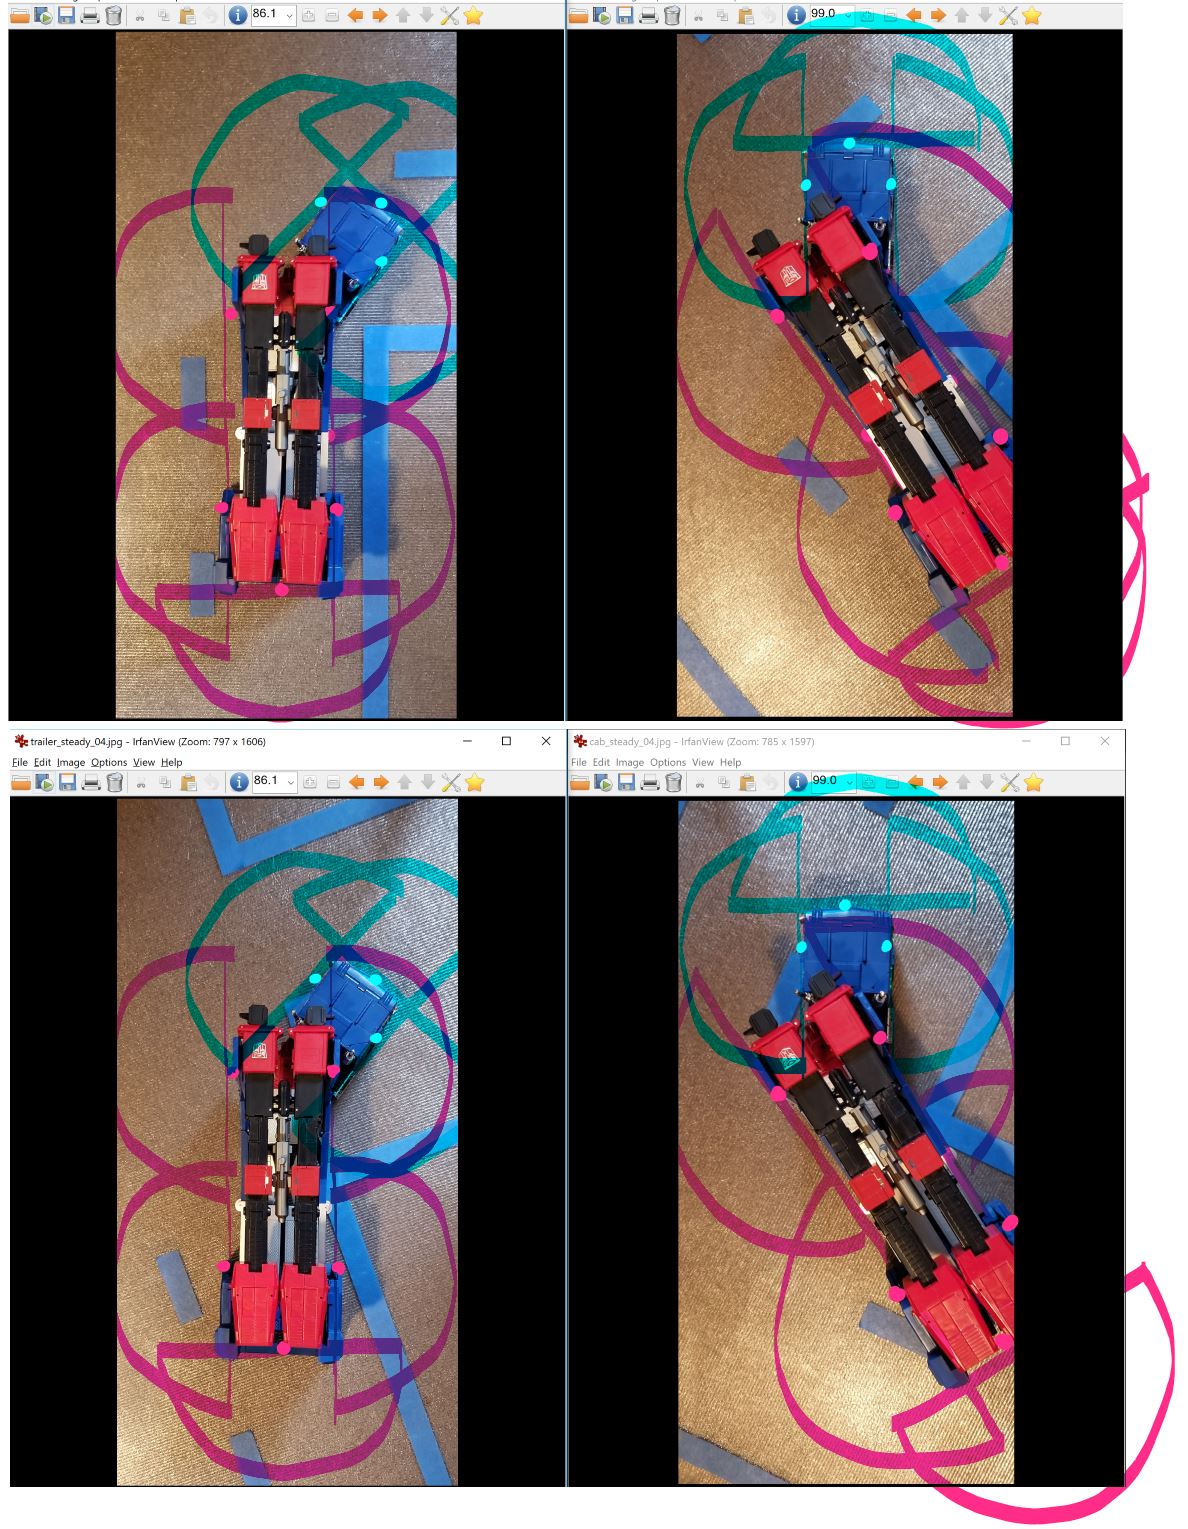 86.1
99.0
trailer_steady_04.jpg - IrfanView (Zoom: 797 x 1606)
cab_steady_04.jpg - IrfanView (Zoom: 785 x 1597)
File Edit Image Options View Help
File Edit Image Options View Help
86.1
99.0